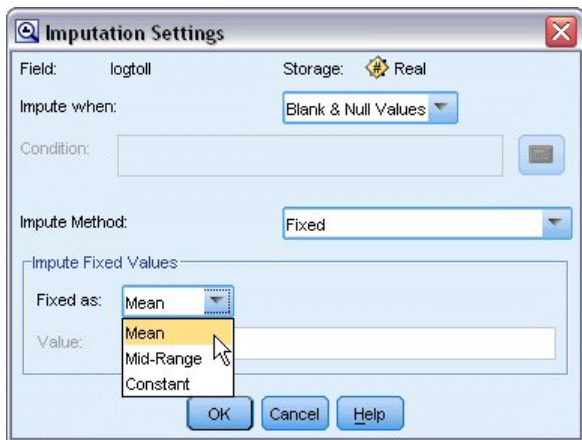 Imputation Settings
Field: logtoll Storage: Real
Impute when: Blank & Null Values
Condition:
Impute Method: Fixed
Impute Fixed Values
Fixed as: Mean
Mean
Value:
Mid-Range
Constant
OK Cancel Help